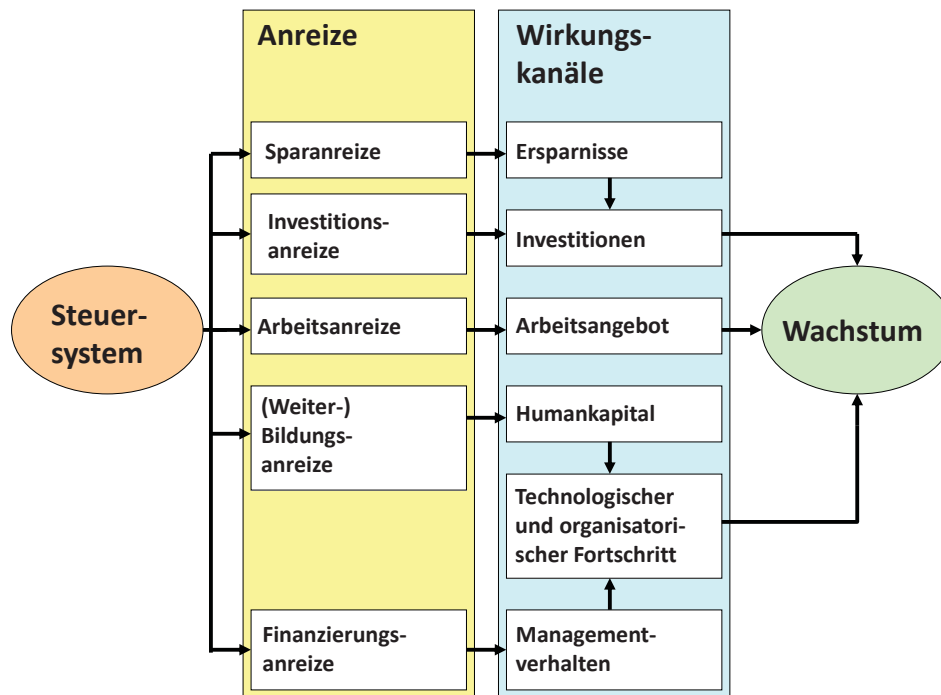 Anreize
Wirkungs-
kanäle
Sparanreize
Ersparnisse
Investitions-
anreize
Investitionen
Steuer-
system
Arbeitsanreize
Arbeitsangebot
Wachstum
(Weiter-)
Bildungs-
anreize
Humankapital
Technologischer
und organisatori-
scher Fortschritt
Finanzierungs-
anreize
Management-
verhalten